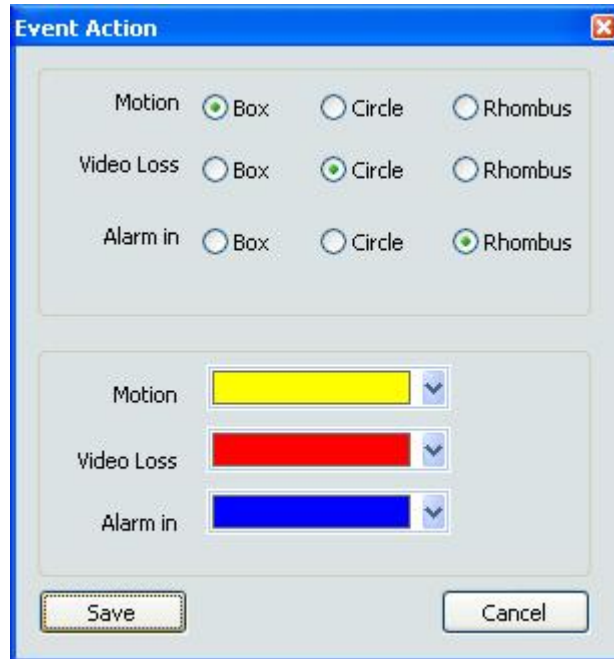 Event Action
Motion Box Circle Rhombus
Video Loss Box Circle Rhombus
Alarm in Box Circle Rhombus
Motion
Video Loss
Alarm in
Save Cancel